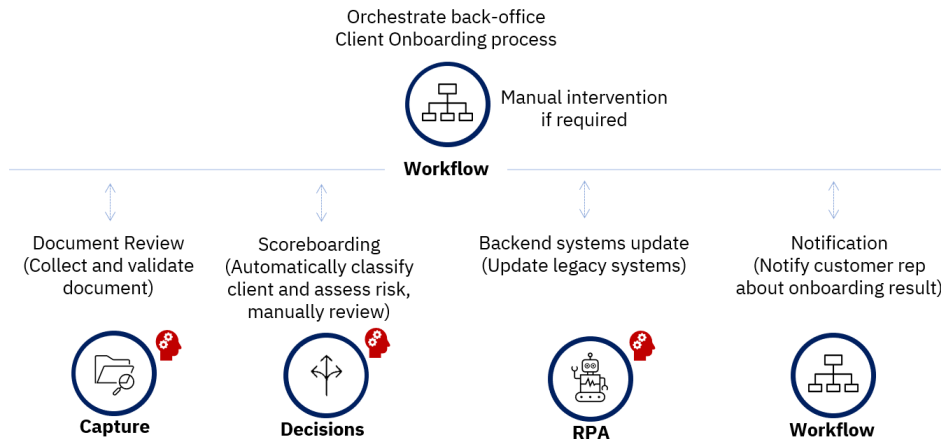 Orchestrate back-office
Client Onboarding process
Manual intervention
if required
Workflow
Document Review
(Collect and validate
document)
Scoreboarding
(Automatically classify
client and assess risk,
manually review)
Backend systems update
(Update legacy systems)
Notification
(Notify customer rep
about onboarding result)
Capture
Decisions
RPA
Workflow